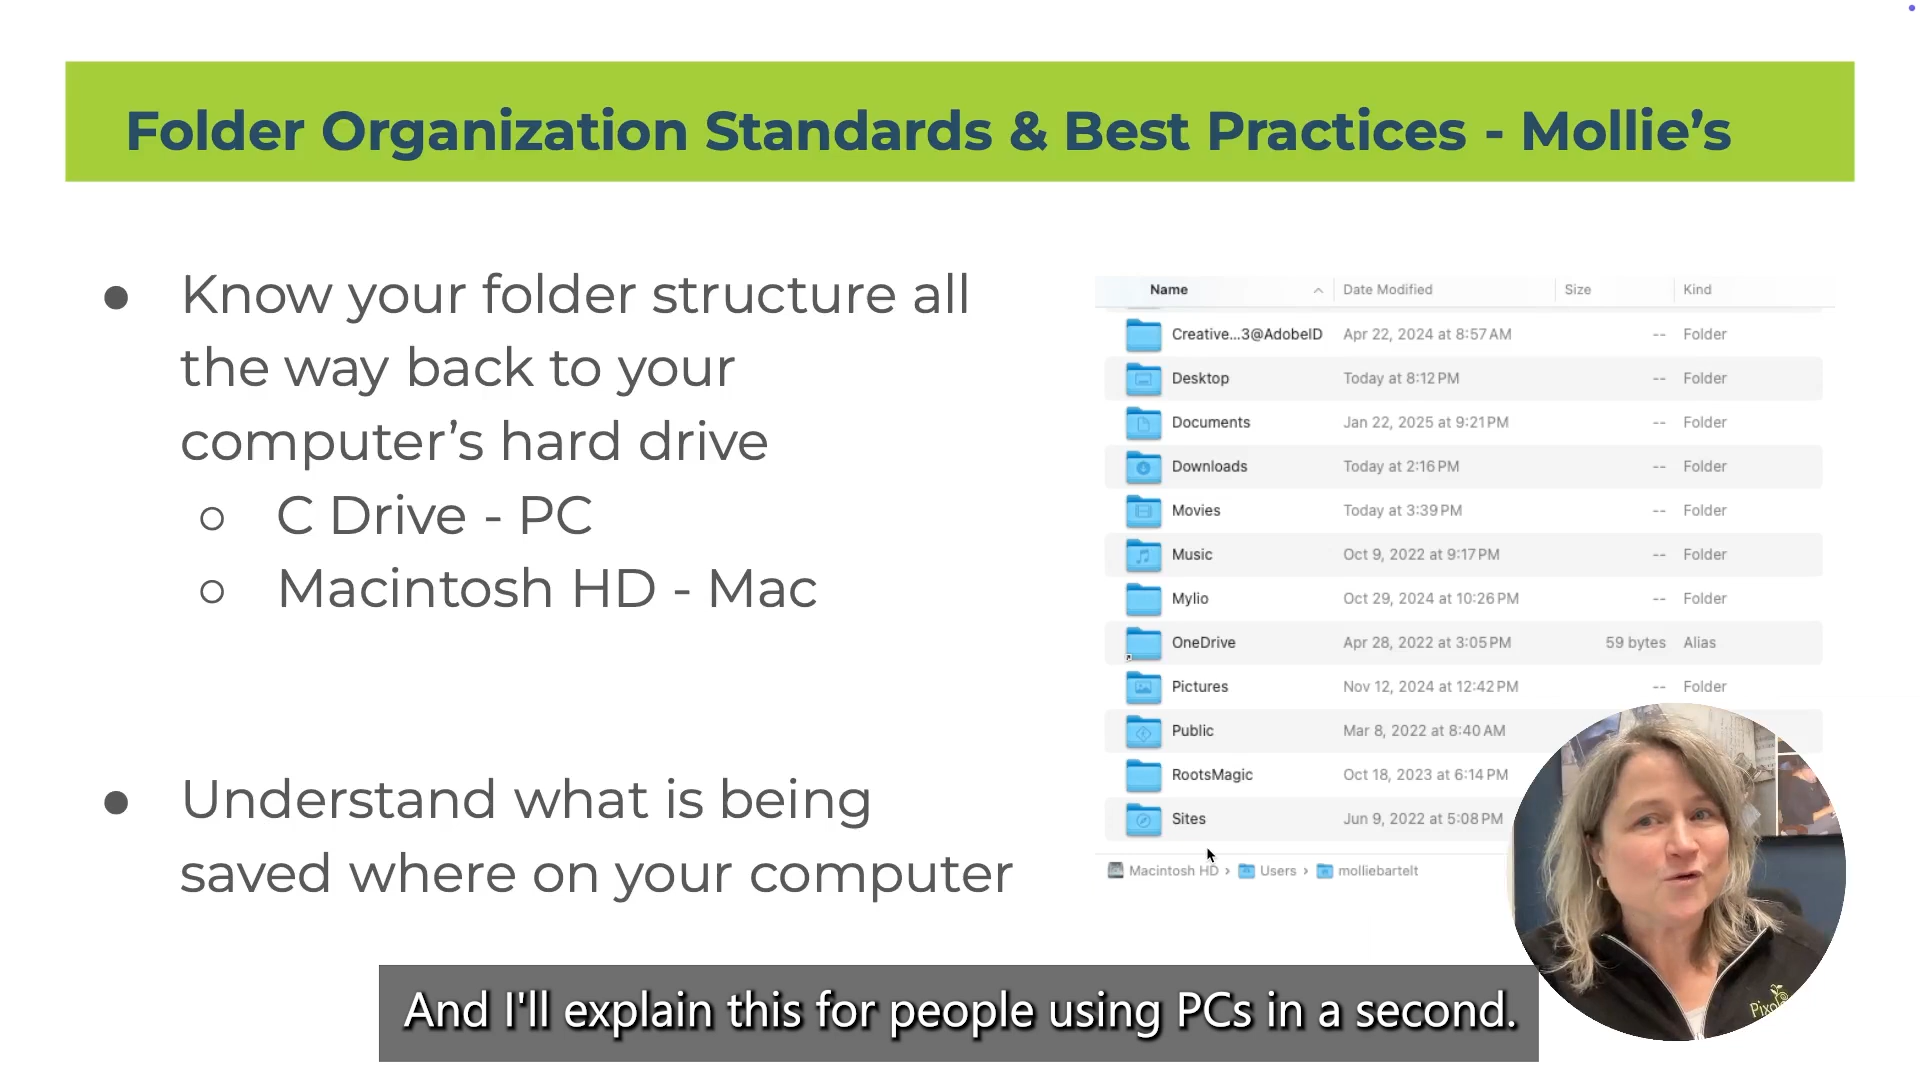 Folder Organization Standards & Best Practices - Mollie's
● Know your folder structure all
the way back to your
computer's hard drive
○ C Drive - PC
○ Macintosh HD - Mac
● Understand what is being
saved where on your computer
Name Date Modified Size Kind
Creative...3@AdobeID Apr 22, 2024 at 8:57 AM -- Folder
Desktop Today at 8:12 PM -- Folder
Documents Jan 22, 2025 at 9:21 PM -- Folder
Downloads Today at 2:16 PM -- Folder
Movies Today at 3:39 PM -- Folder
Music Oct 9, 2022 at 9:17 PM -- Folder
Mylio Oct 29, 2024 at 10:26 PM -- Folder
OneDrive Apr 28, 2022 at 3:05 PM 59 bytes Alias
Pictures Nov 12, 2024 at 12:42 PM -- Folder
Public Mar 8, 2022 at 8:40 AM
RootsMagic Oct 18, 2023 at 6:14 PM
Sites Jun 9, 2022 at 5:08 PM
Macintosh HD › Users › molliebartelt
And I'll explain this for people using PCs in a second.